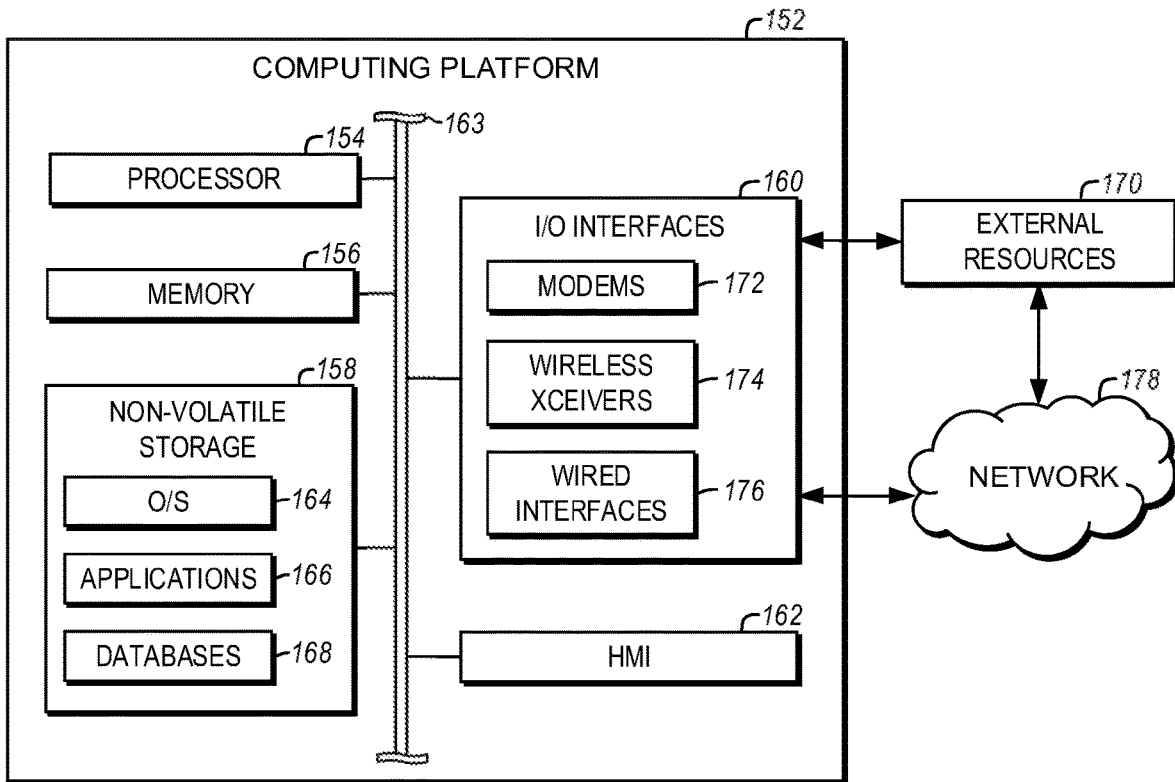 152
COMPUTING PLATFORM
163
154
PROCESSOR
156
MEMORY
158
NON-VOLATILE
STORAGE
O/S
164
APPLICATIONS
166
DATABASES
168
160
I/O INTERFACES
MODEMS
172
WIRELESS
XCEIVERS
174
WIRED
INTERFACES
176
162
HMI
170
EXTERNAL
RESOURCES
178
NETWORK